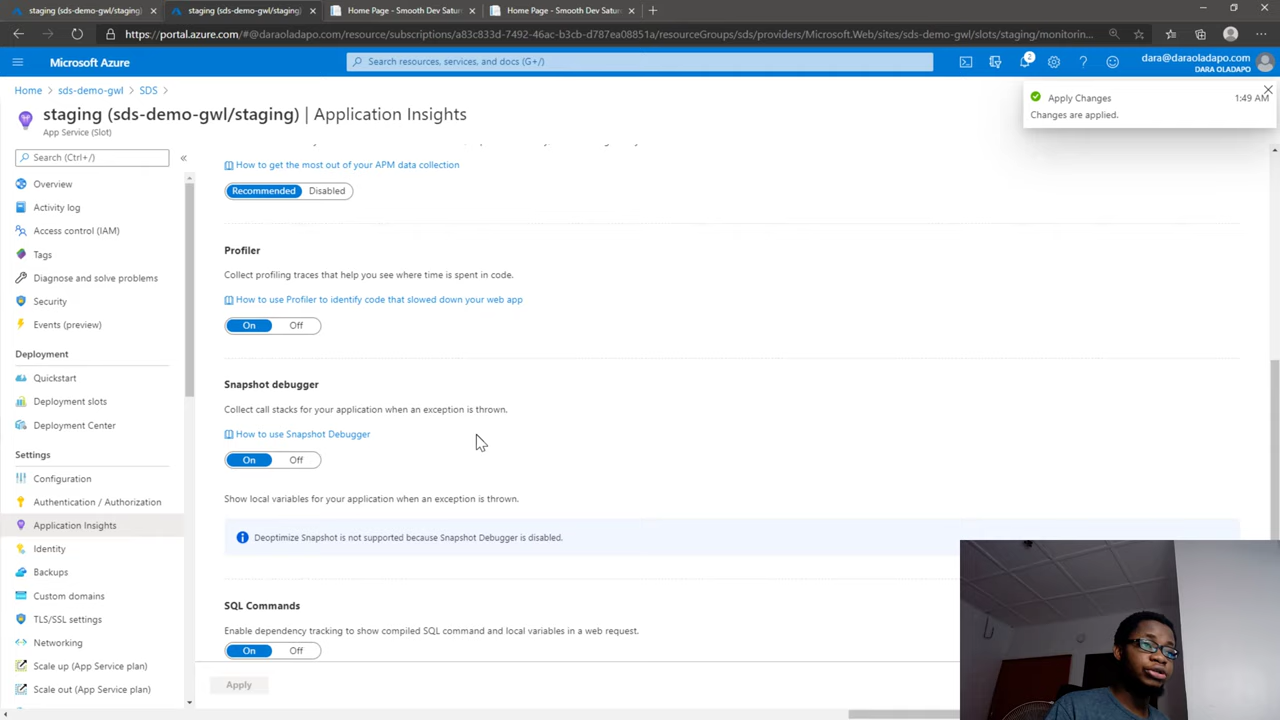 staging (sds-demo-gwl/staging)
staging (sds-demo-gwl/staging)
Home Page - Smooth Dev Satur
Home Page - Smooth Dev Satur
https://portal.azure.com/#@daraoladapo.com/resource/subscriptions/a83c833d-7492-46ac-b3cb-d787ea08851a/resourceGroups/sds/providers/Microsoft.Web/sites/sds-demo-gwl/slots/staging/monitorin...
Microsoft Azure
Search resources, services, and docs (G+/)
2
dara@daraoladapo.com
DARA OLADAPO
Home
sds-demo-gwl
SDS
Apply Changes
1:49 AM
Changes are applied.
staging (sds-demo-gwl/staging) | Application Insights
App Service (Slot)
Search (Ctrl+/)
Overview
Activity log
Access control (IAM)
Tags
Diagnose and solve problems
Security
Events (preview)
Deployment
Quickstart
Deployment slots
Deployment Center
Settings
Configuration
Authentication / Authorization
Application Insights
Identity
Backups
Custom domains
TLS/SSL settings
Networking
Scale up (App Service plan)
Scale out (App Service plan)
How to get the most out of your APM data collection
Recommended Disabled
Profiler
Collect profiling traces that help you see where time is spent in code.
How to use Profiler to identify code that slowed down your web app
On Off
Snapshot debugger
Collect call stacks for your application when an exception is thrown.
How to use Snapshot Debugger
On Off
Show local variables for your application when an exception is thrown.
Deoptimize Snapshot is not supported because Snapshot Debugger is disabled.
SQL Commands
Enable dependency tracking to show compiled SQL command and local variables in a web request.
On Off
Apply